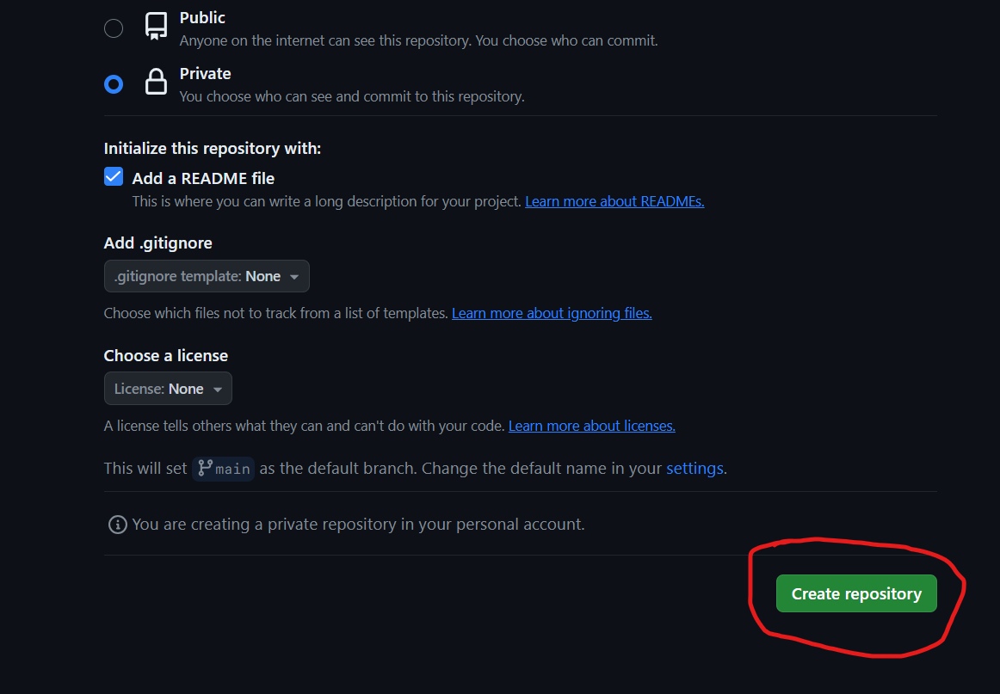 Public
Anyone on the internet can see this repository. You choose who can commit.
Private
You choose who can see and commit to this repository.
Initialize this repository with:
Add a README file
This is where you can write a long description for your project. Learn more about READMEs.
Add .gitignore
.gitignore template: None
Choose which files not to track from a list of templates. Learn more about ignoring files.
Choose a license
License: None
A license tells others what they can and can't do with your code. Learn more about licenses.
This will set main as the default branch. Change the default name in your settings.
You are creating a private repository in your personal account.
Create repository